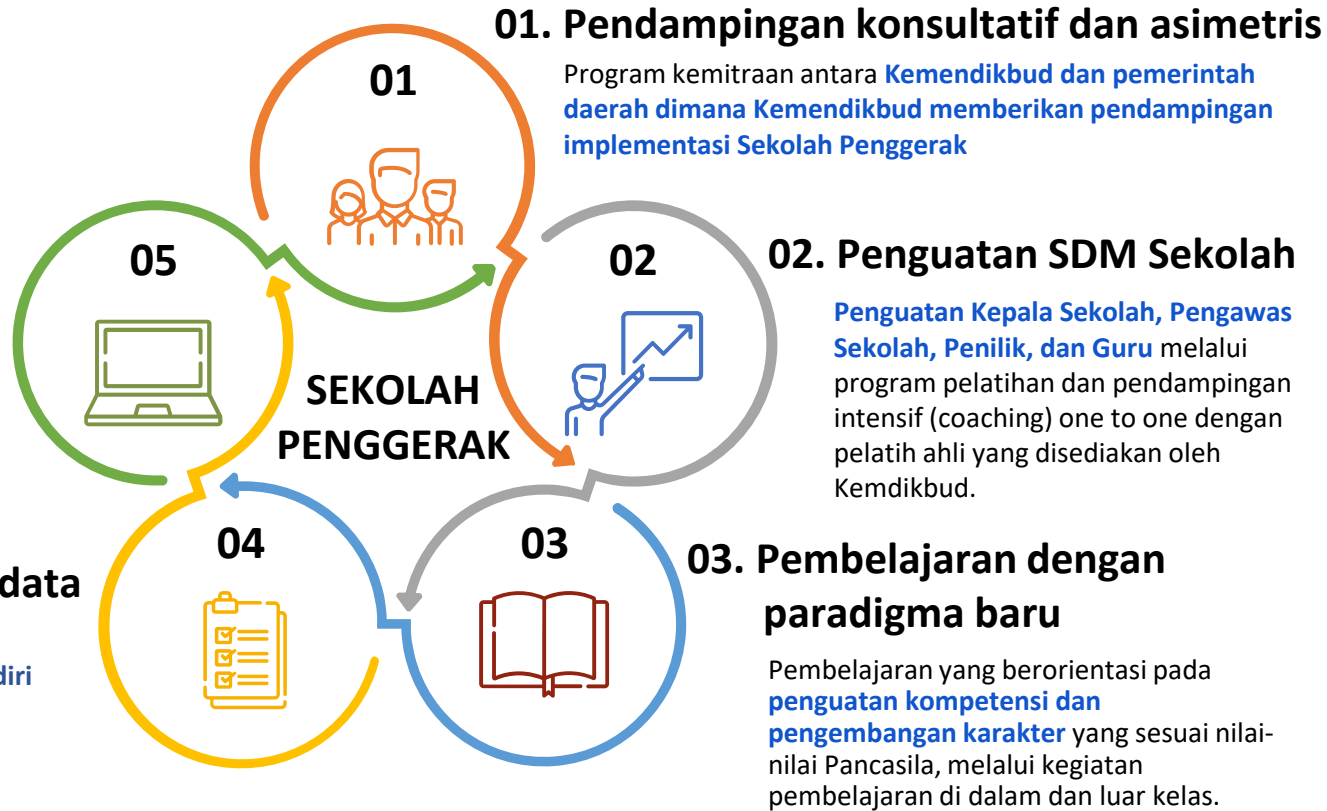 01. Pendampingan konsultatif dan asimetris
Program kemitraan antara Kemendikbud dan pemerintah
daerah dimana Kemendikbud memberikan pendampingan
implementasi Sekolah Penggerak
01
05
02
02. Penguatan SDM Sekolah
Penguatan Kepala Sekolah, Pengawas
Sekolah, Penilik, dan Guru melalui
program pelatihan dan pendampingan
intensif (coaching) one to one dengan
pelatih ahli yang disediakan oleh
Kemdikbud.
SEKOLAH
PENGGERAK
04
03
data
diri
03. Pembelajaran dengan
paradigma baru
Pembelajaran yang berorientasi pada
penguatan kompetensi dan
pengembangan karakter yang sesuai nilai-
nilai Pancasila, melalui kegiatan
pembelajaran di dalam dan luar kelas.